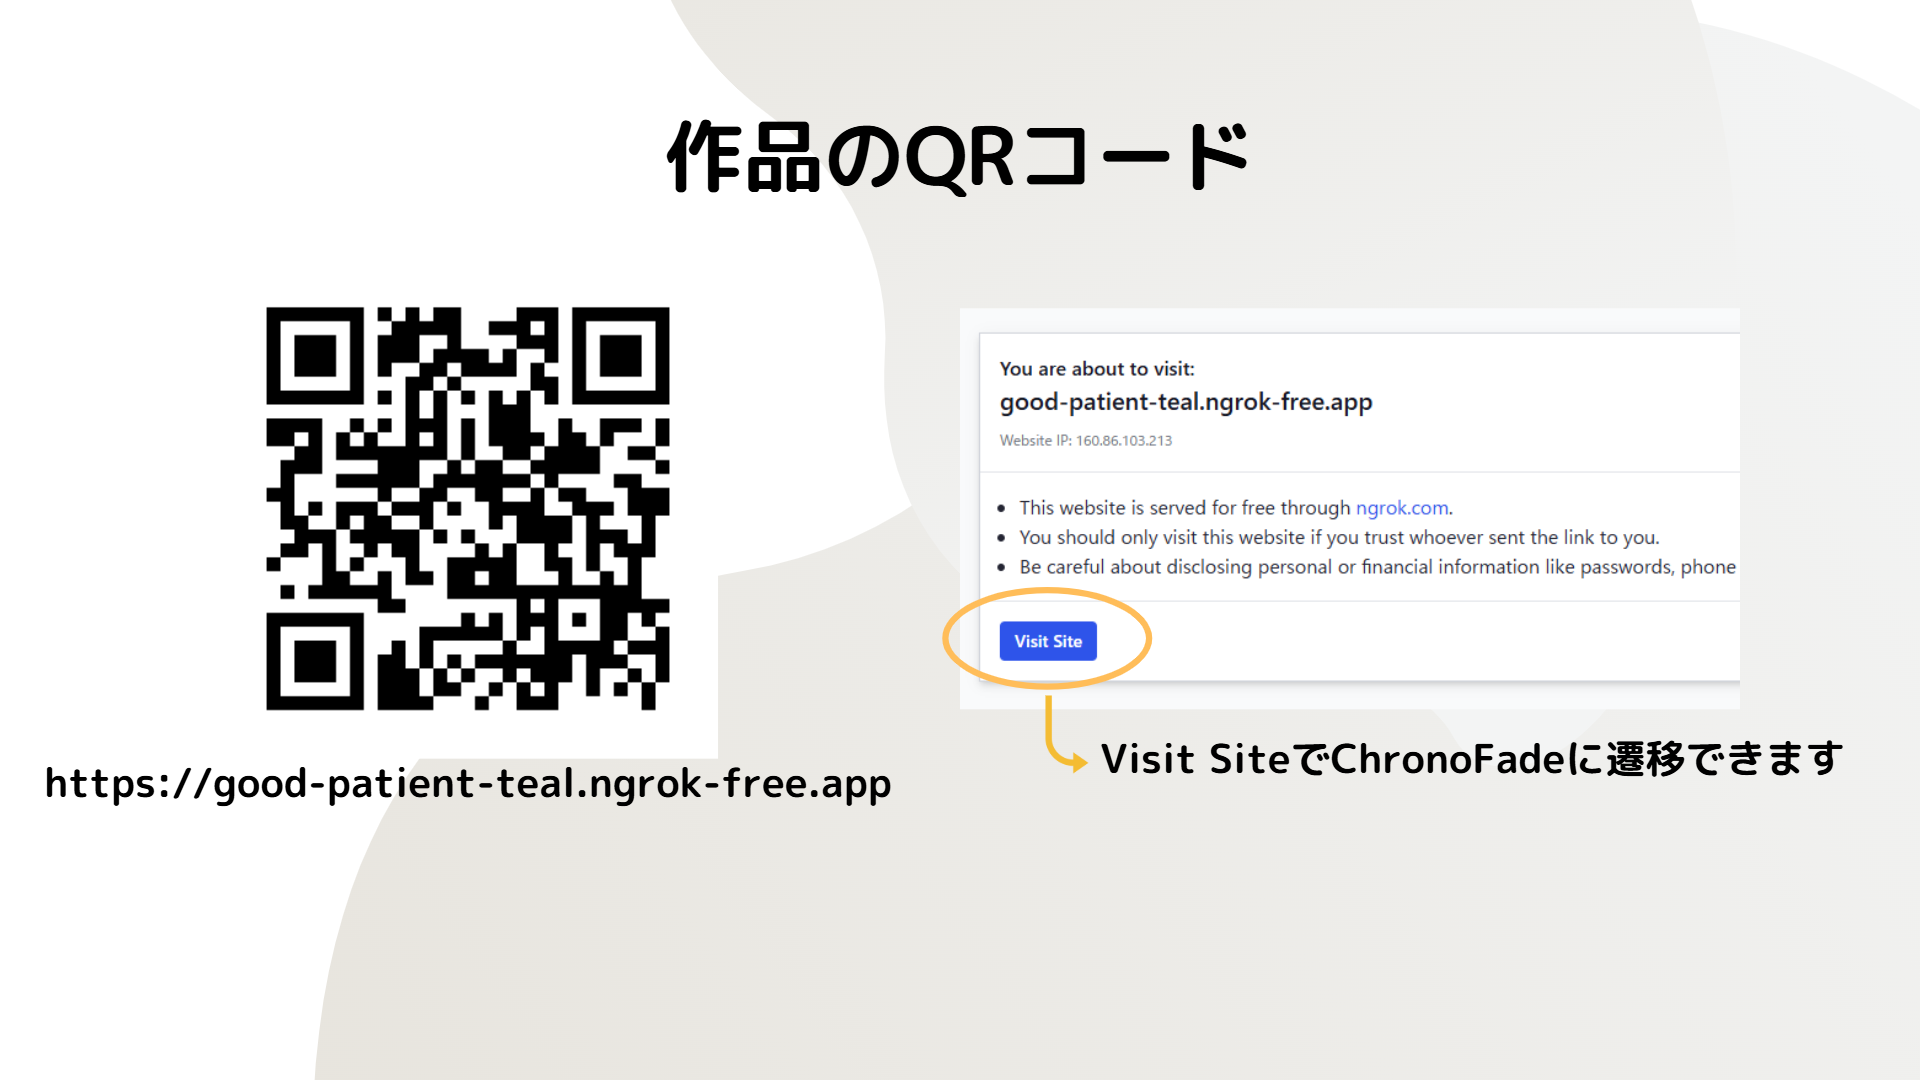 作品のQRコード
https://good-patient-teal.ngrok-free.app
You are about to visit:
good-patient-teal.ngrok-free.app
Website IP: 160.86.103.213
• This website is served for free through ngrok.com.
• You should only visit this website if you trust whoever sent the link to you.
• Be careful about disclosing personal or financial information like passwords, phone
Visit Site
Visit SiteでChronoFadeに遷移できます